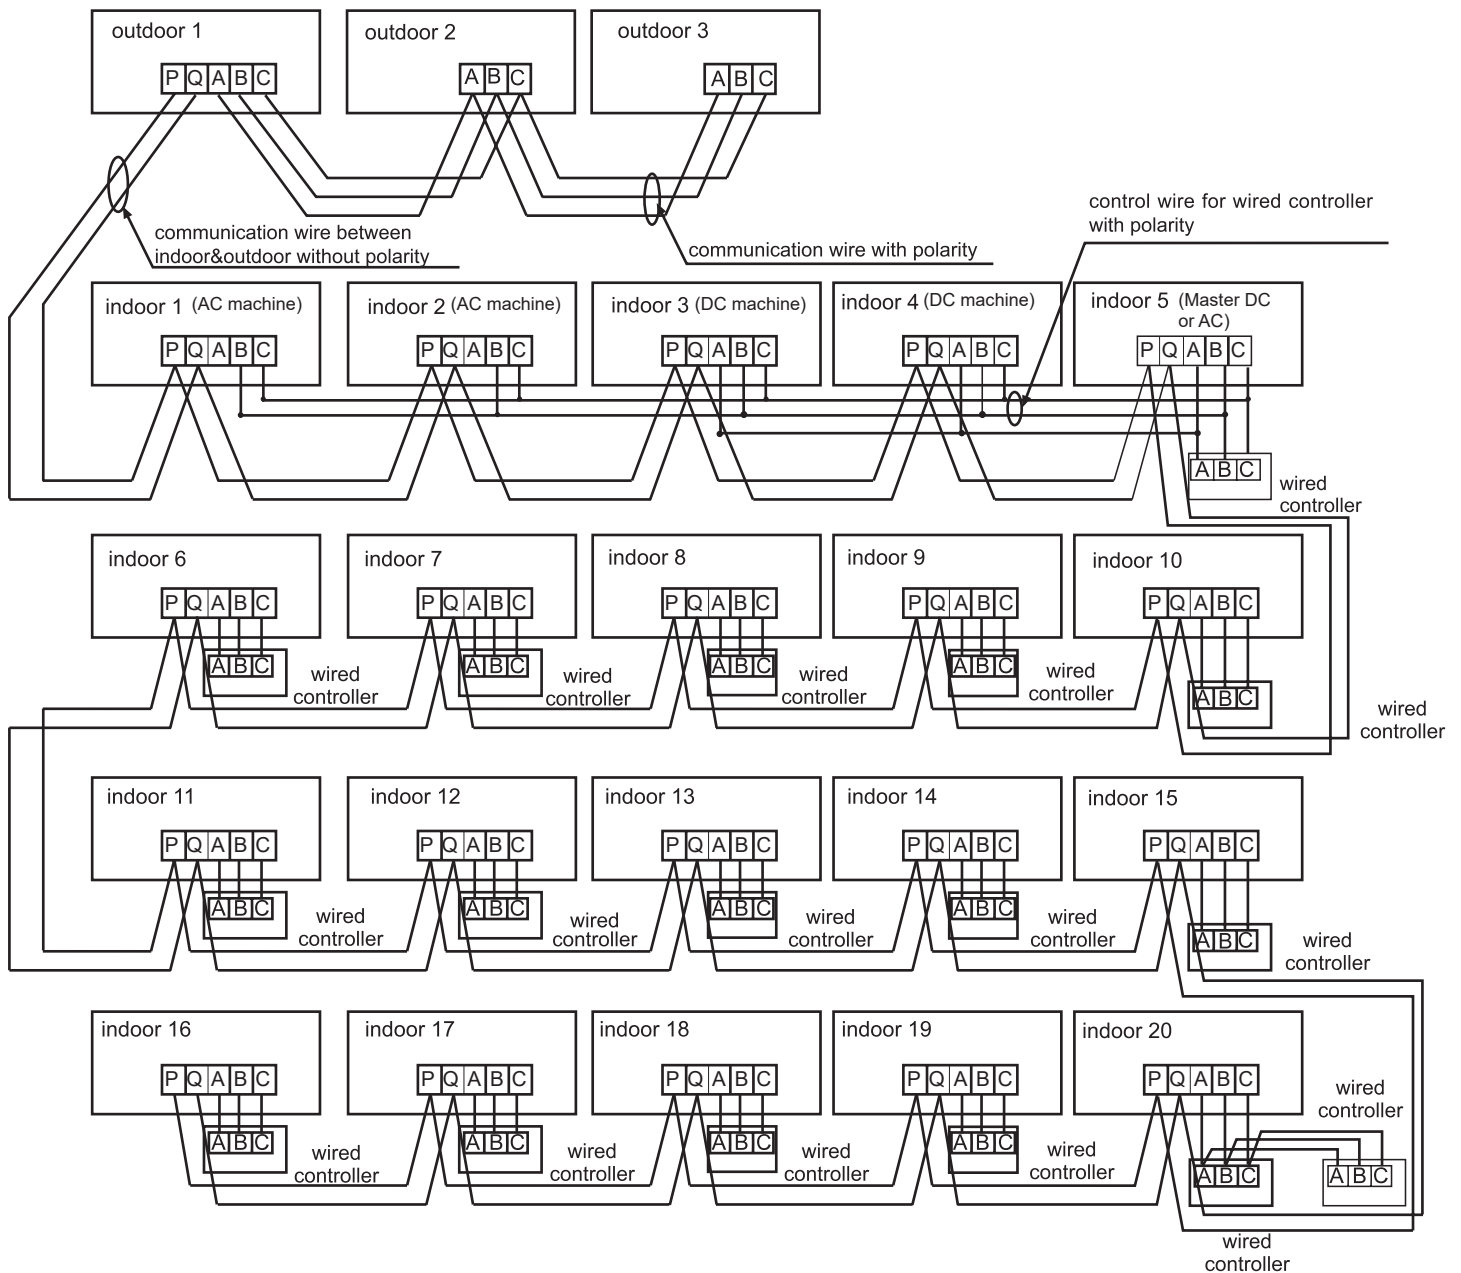 outdoor 1
outdoor 2
outdoor 3
P Q A B C
A B C
A B C
control wire for wired controller
with polarity
communication wire between
indoor&outdoor without polarity
communication wire with polarity
indoor 1 (AC machine)
indoor 2 (AC machine)
indoor 3 (DC machine)
indoor 4 (DC machine)
indoor 5 (Master DC
or AC)
P Q A B C
P Q A B C
P Q A B C
P Q A B C
P Q A B C
A B C
wired
controller
indoor 6
indoor 7
indoor 8
indoor 9
indoor 10
P Q A B C
P Q A B C
P Q A B C
P Q A B C
P Q A B C
A B C
wired
controller
A B C
wired
controller
A B C
wired
controller
A B C
wired
controller
A B C
wired
controller
indoor 11
indoor 12
indoor 13
indoor 14
indoor 15
P Q A B C
P Q A B C
P Q A B C
P Q A B C
P Q A B C
A B C
wired
controller
A B C
wired
controller
A B C
wired
controller
A B C
wired
controller
A B C
wired
controller
indoor 16
indoor 17
indoor 18
indoor 19
indoor 20
P Q A B C
P Q A B C
P Q A B C
P Q A B C
P Q A B C
wired
controller
A B C
wired
controller
A B C
wired
controller
A B C
wired
controller
A B C
wired
controller
A B C
A B C
wired
controller